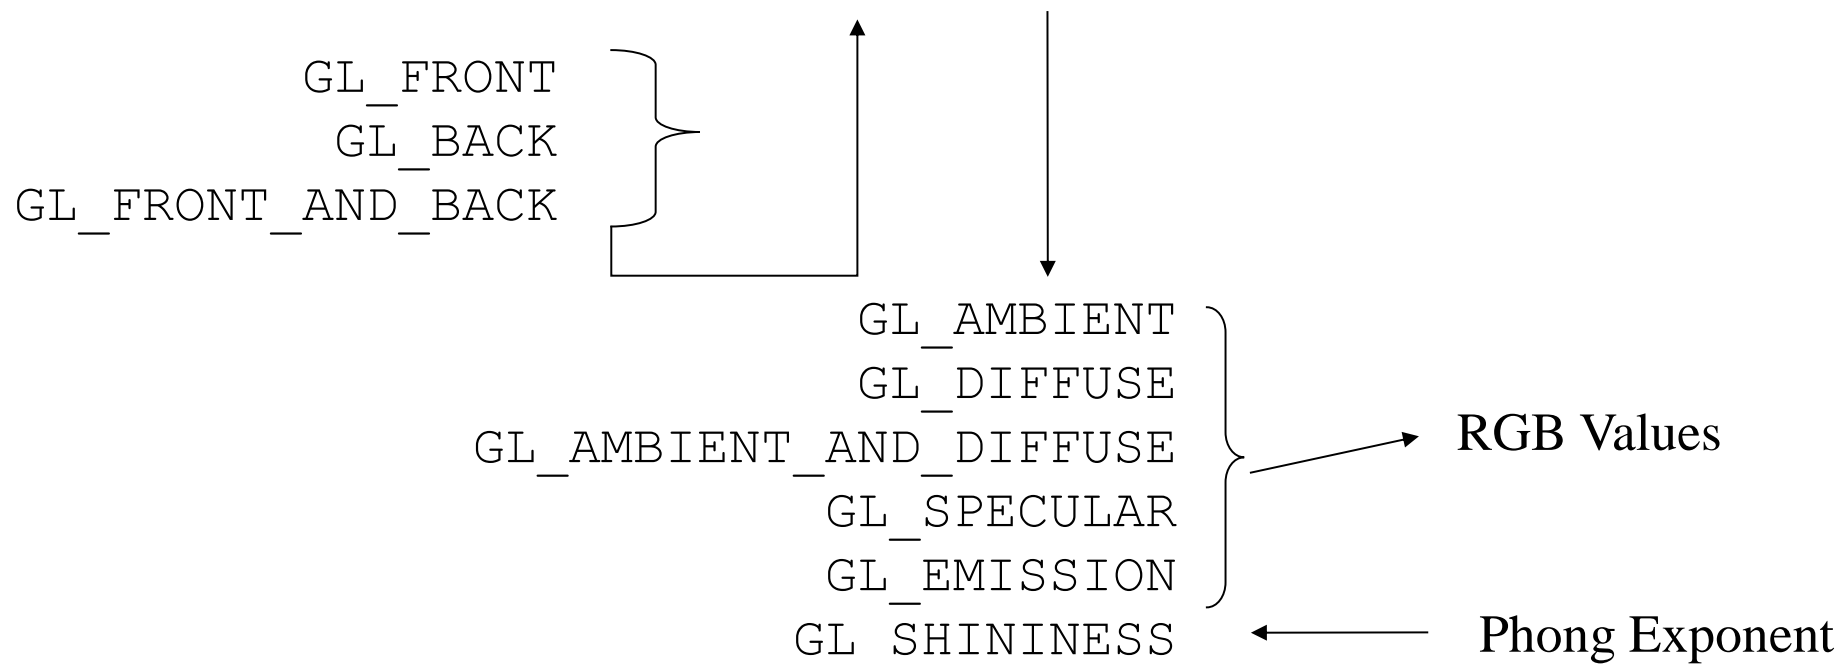 GL_FRONT
GL_BACK
GL_FRONT_AND_BACK
GL_AMBIENT
GL_DIFFUSE
GL_AMBIENT_AND_DIFFUSE
GL_SPECULAR
GL_EMISSION
GL SHININESS
RGB Values
Phong Exponent